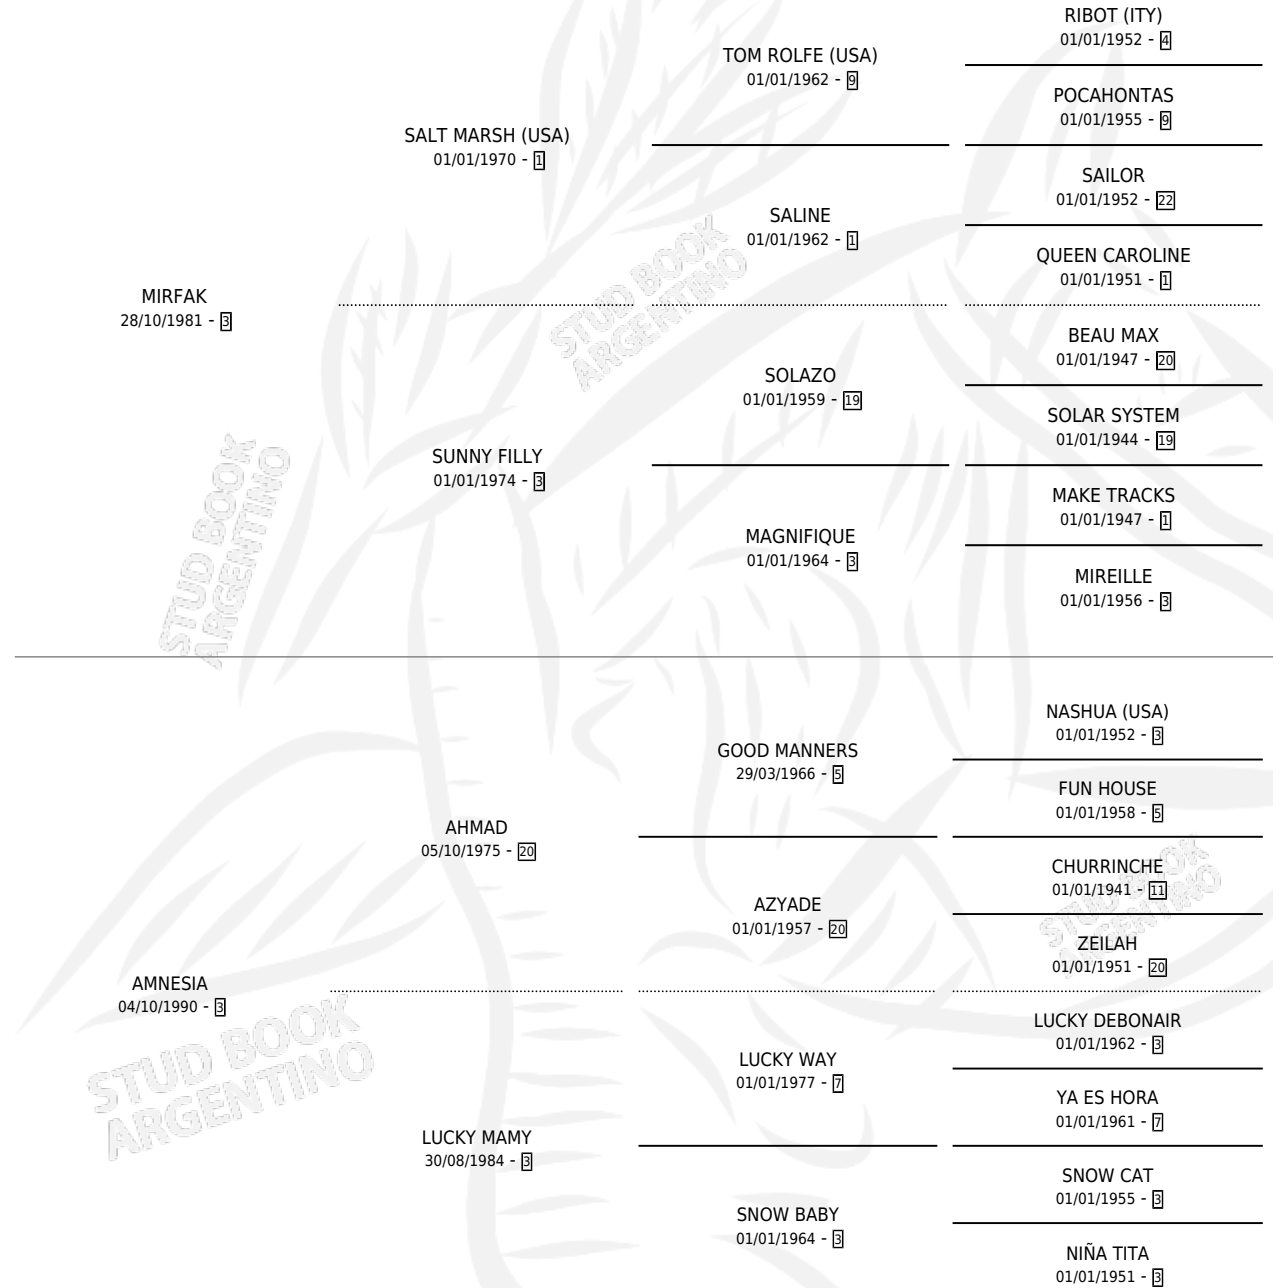 RIBOT (ITY)
01/01/1952 - 4
TOM ROLFE (USA)
01/01/1962 - 9
POCAHONTAS
01/01/1955 - 9
SALT MARSH (USA)
01/01/1970 - 1
SAILOR
01/01/1952 - 22
SALINE
01/01/1962 - 1
QUEEN CAROLINE
01/01/1951 - 1
MIRFAK
28/10/1981 - 3
BEAU MAX
01/01/1947 - 20
SOLAZO
01/01/1959 - 19
SOLAR SYSTEM
01/01/1944 - 19
SUNNY FILLY
01/01/1974 - 3
MAKE TRACKS
01/01/1947 - 1
MAGNIFIQUE
01/01/1964 - 3
MIREILLE
01/01/1956 - 3
NASHUA (USA)
01/01/1952 - 3
GOOD MANNERS
29/03/1966 - 5
FUN HOUSE
01/01/1958 - 5
AHMAD
05/10/1975 - 20
CHURRINCHE
01/01/1941 - 11
AZYADE
01/01/1957 - 20
ZEILAH
01/01/1951 - 20
AMNESIA
04/10/1990 - 3
LUCKY DEBONAIR
01/01/1962 - 3
LUCKY WAY
01/01/1977 - 7
YA ES HORA
01/01/1961 - 7
LUCKY MAMY
30/08/1984 - 3
SNOW CAT
01/01/1955 - 3
SNOW BABY
01/01/1964 - 3
NIÑA TITA
01/01/1951 - 3
STUD BOOK
ARGENTINO
STUD BOOK
ARGENTINO
STUD BOOK
ARGENTINO
STUD BOOK
ARGENTINO